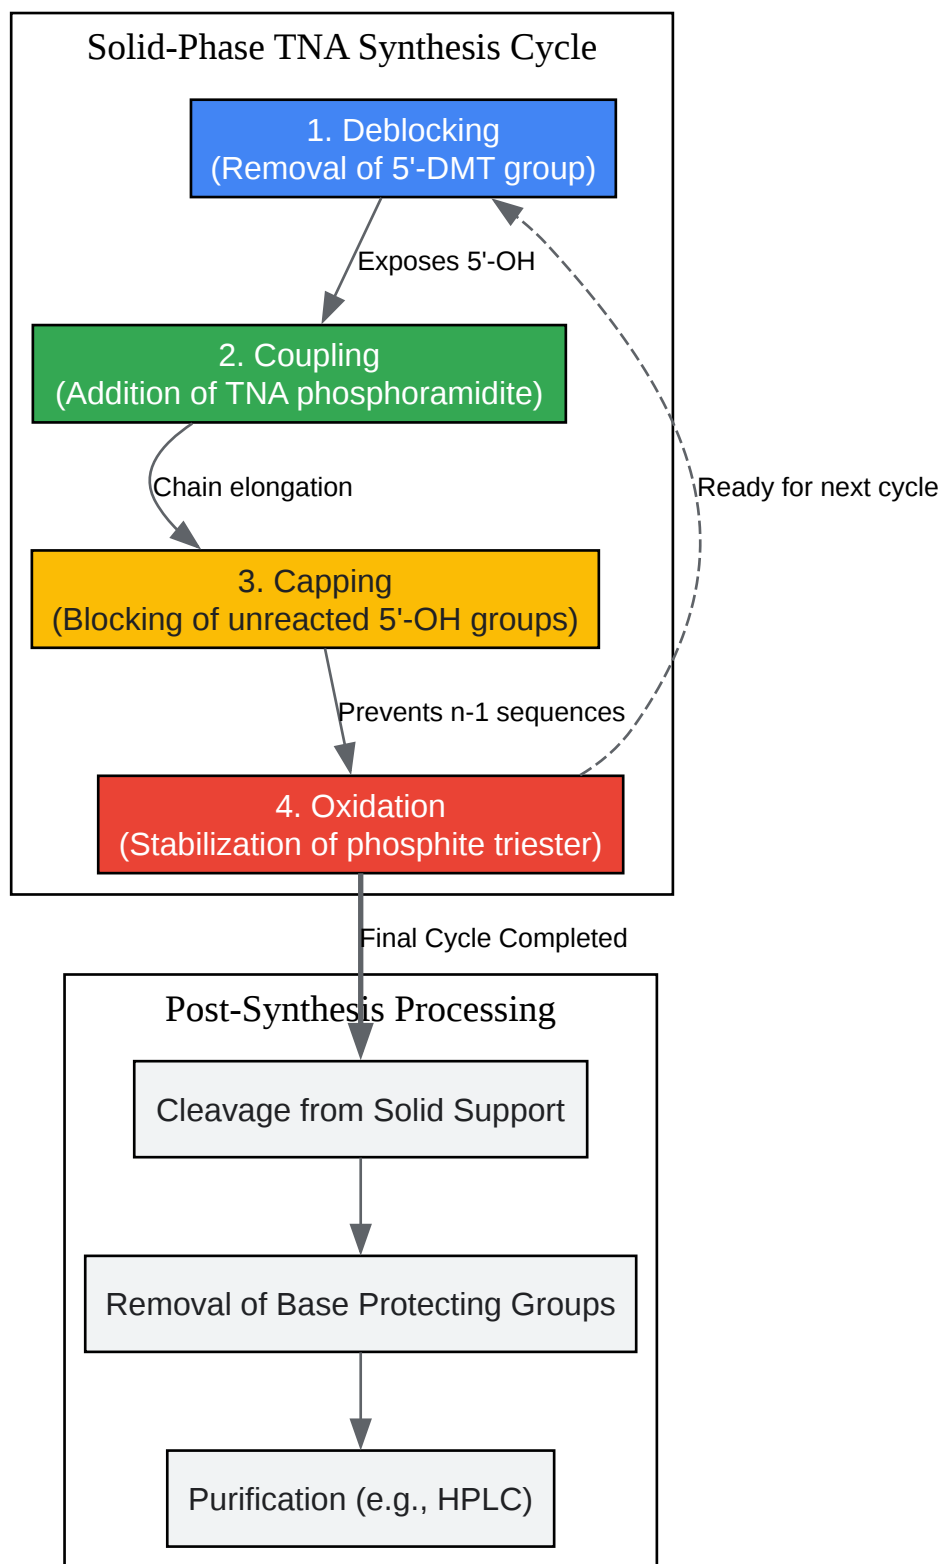 Solid-Phase TNA Synthesis Cycle
1. Deblocking
(Removal of 5'-DMT group)
Exposes 5'-OH
2. Coupling
(Addition of TNA phosphoramidite)
Chain elongation
Ready for next cycle
3. Capping
(Blocking of unreacted 5'-OH groups)
Prevents n-1 sequences
4. Oxidation
(Stabilization of phosphite triester)
Final Cycle Completed
Post-Synthesis Processing
Cleavage from Solid Support
Removal of Base Protecting Groups
Purification (e.g., HPLC)